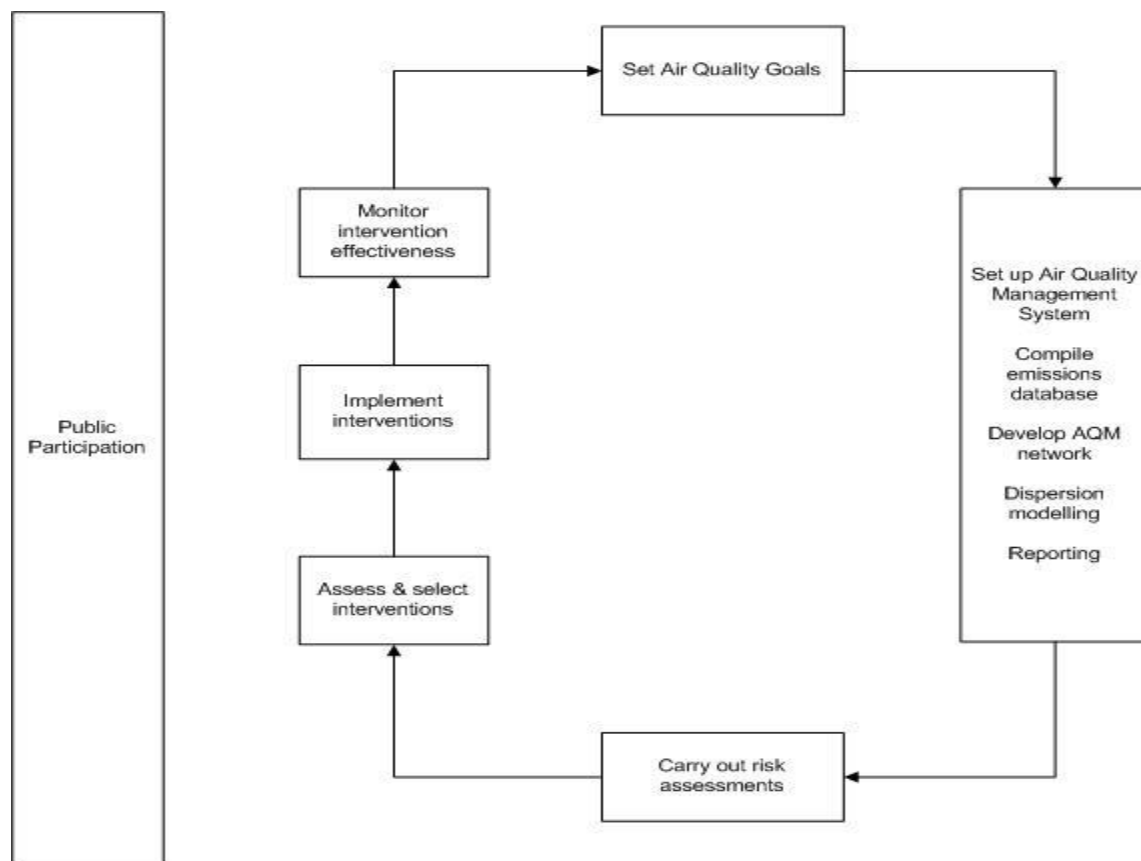 Public
Participation
Set Air Quality Goals
Set up Air Quality
Management
System
Compile
emissions
database
Develop AQM
network
Dispersion
modelling
Reporting
Carry out risk
assessments
Assess & select
interventions
Implement
interventions
Monitor
intervention
effectiveness